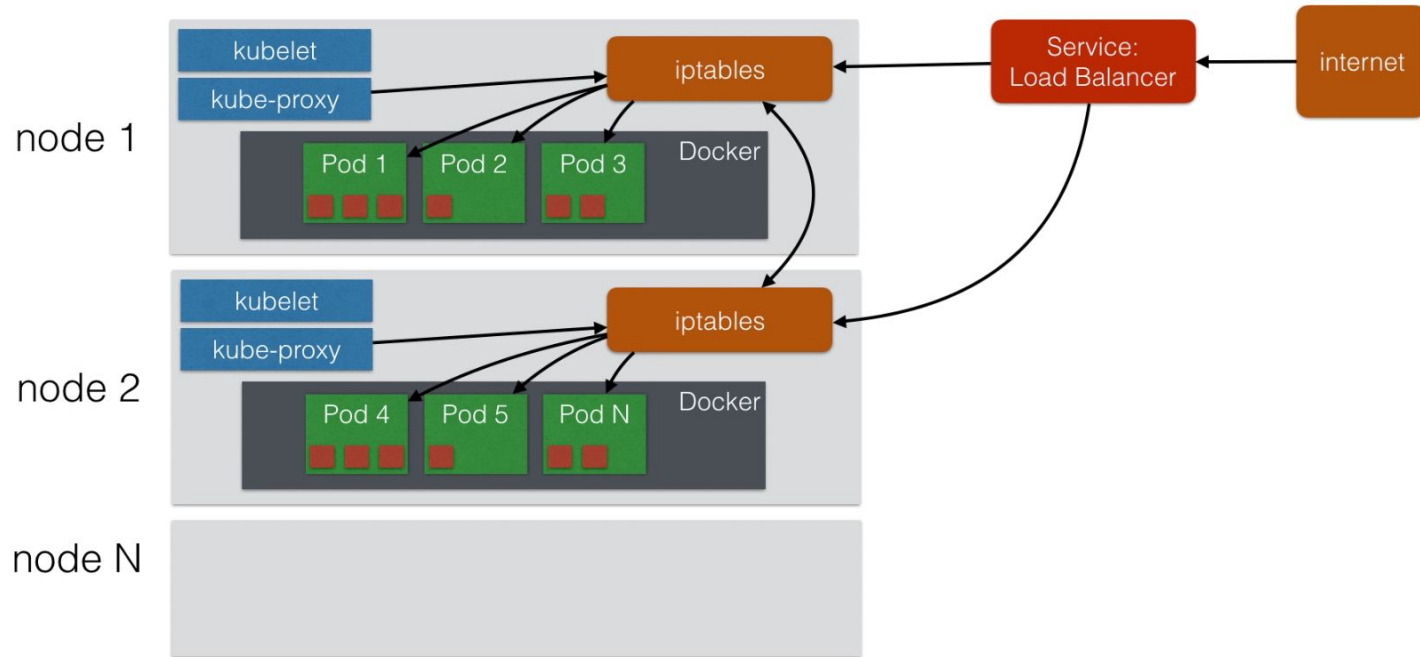 kubelet
kube-proxy
iptables
Service:
Load Balancer
internet
node 1
Docker
Pod 1
Pod 2
Pod 3
kubelet
kube-proxy
iptables
node 2
Docker
Pod 4
Pod 5
Pod N
node N